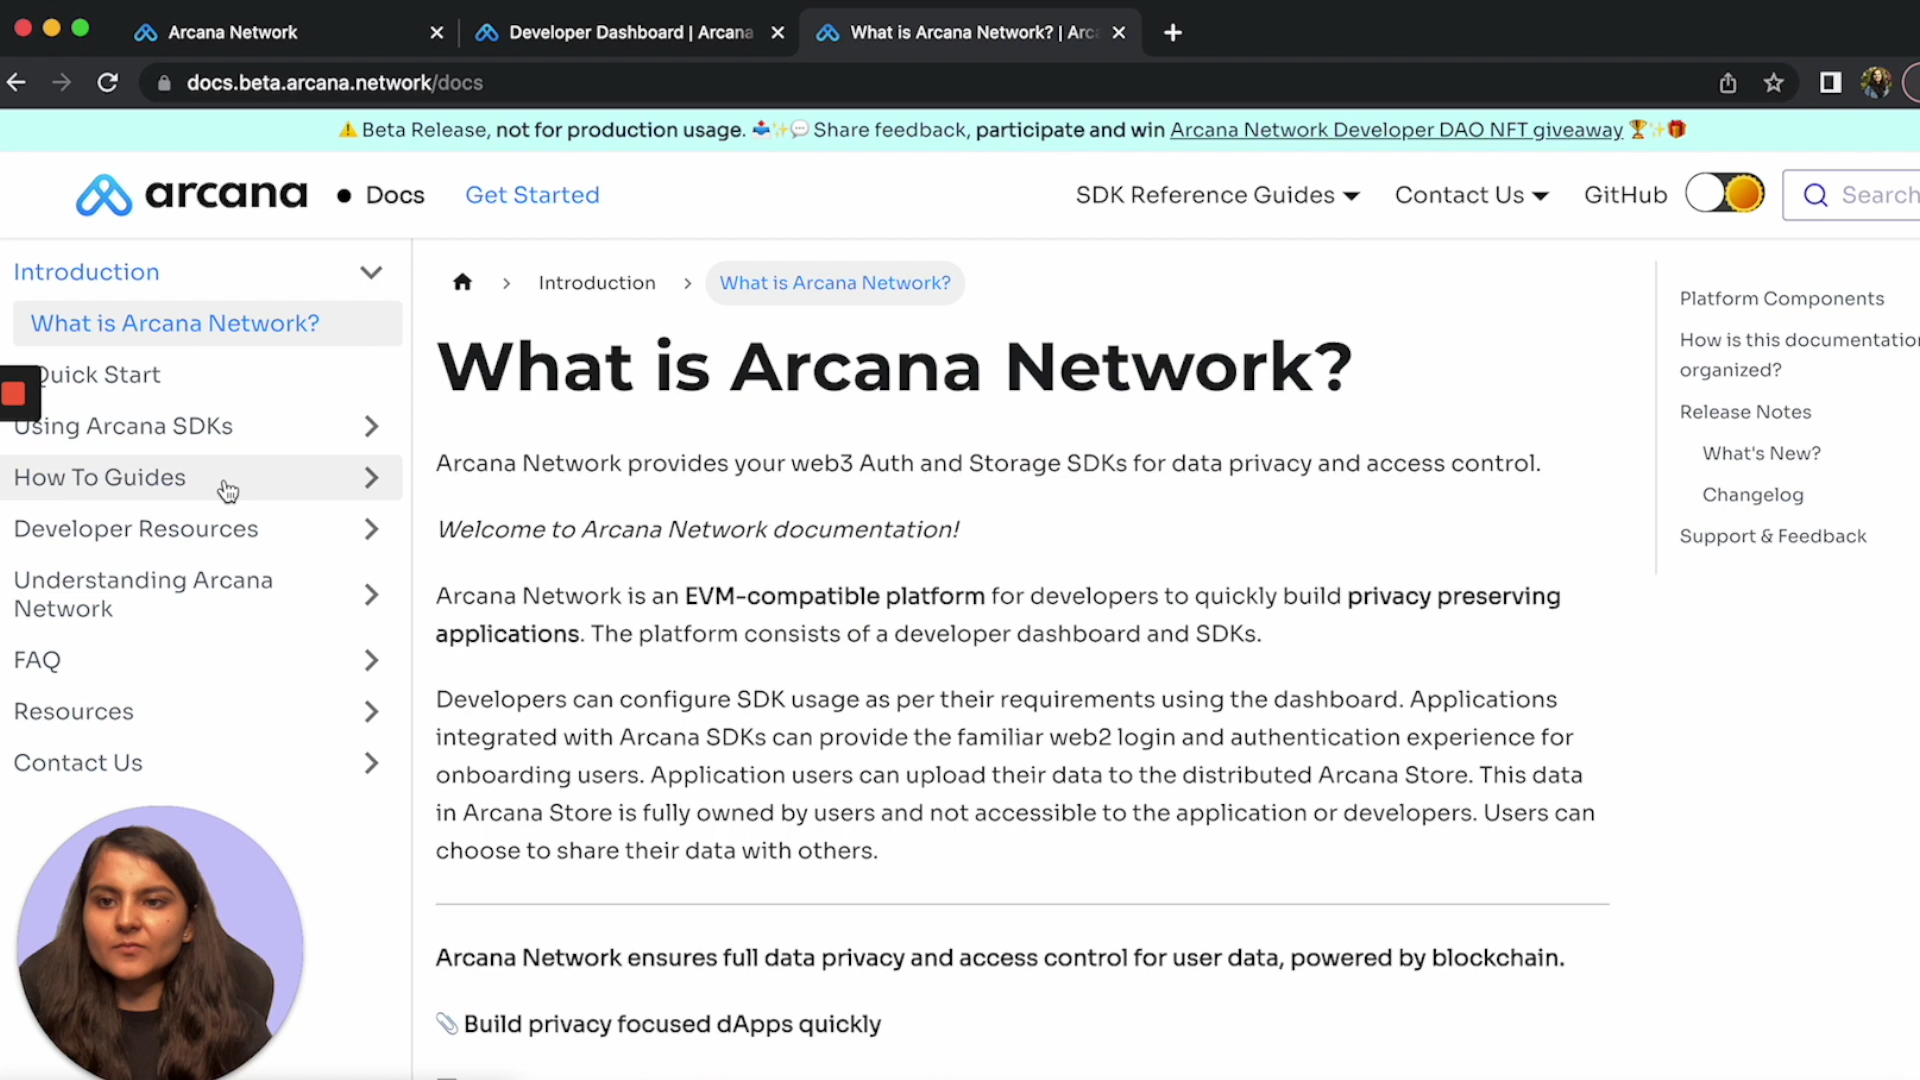 Arcana Network
Developer Dashboard | Arcana
What is Arcana Network? | Arc
docs.beta.arcana.network/docs
⚠️ Beta Release, not for production usage. 📥✨💬 Share feedback, participate and win Arcana Network Developer DAO NFT giveaway 🏆✨🎁
arcana • Docs
Get Started
SDK Reference Guides
Contact Us
GitHub
Search
Introduction
What is Arcana Network?
Quick Start
Using Arcana SDKs
How To Guides
Developer Resources
Understanding Arcana
Network
FAQ
Resources
Contact Us
Introduction > What is Arcana Network?
What is Arcana Network?
Arcana Network provides your web3 Auth and Storage SDKs for data privacy and access control.
Welcome to Arcana Network documentation!
Arcana Network is an EVM-compatible platform for developers to quickly build privacy preserving
applications. The platform consists of a developer dashboard and SDKs.
Developers can configure SDK usage as per their requirements using the dashboard. Applications
integrated with Arcana SDKs can provide the familiar web2 login and authentication experience for
onboarding users. Application users can upload their data to the distributed Arcana Store. This data
in Arcana Store is fully owned by users and not accessible to the application or developers. Users can
choose to share their data with others.
Arcana Network ensures full data privacy and access control for user data, powered by blockchain.
📎 Build privacy focused dApps quickly
Platform Components
How is this documentation
organized?
Release Notes
What's New?
Changelog
Support & Feedback